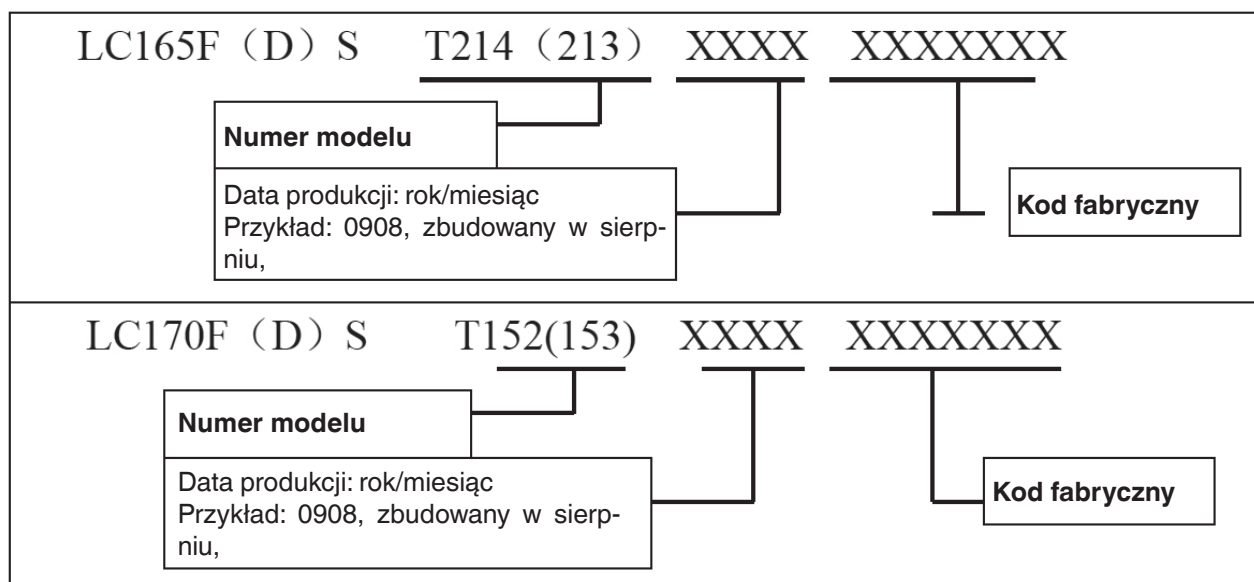 LC165F（D）S T214（213） XXXX XXXXXXX
Numer modelu
Data produkcji: rok/miesiąc
Przykład: 0908, zbudowany w sierp-
niu,
Kod fabryczny
LC170F（D）S T152(153) XXXX XXXXXXX
Numer modelu
Data produkcji: rok/miesiąc
Przykład: 0908, zbudowany w sierp-
niu,
Kod fabryczny